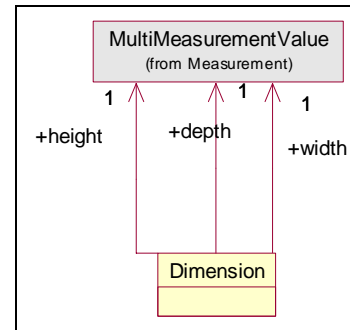 MultiMeasurementValue
(from Measurement)
1
1
1
+height
+depth
+width
Dimension